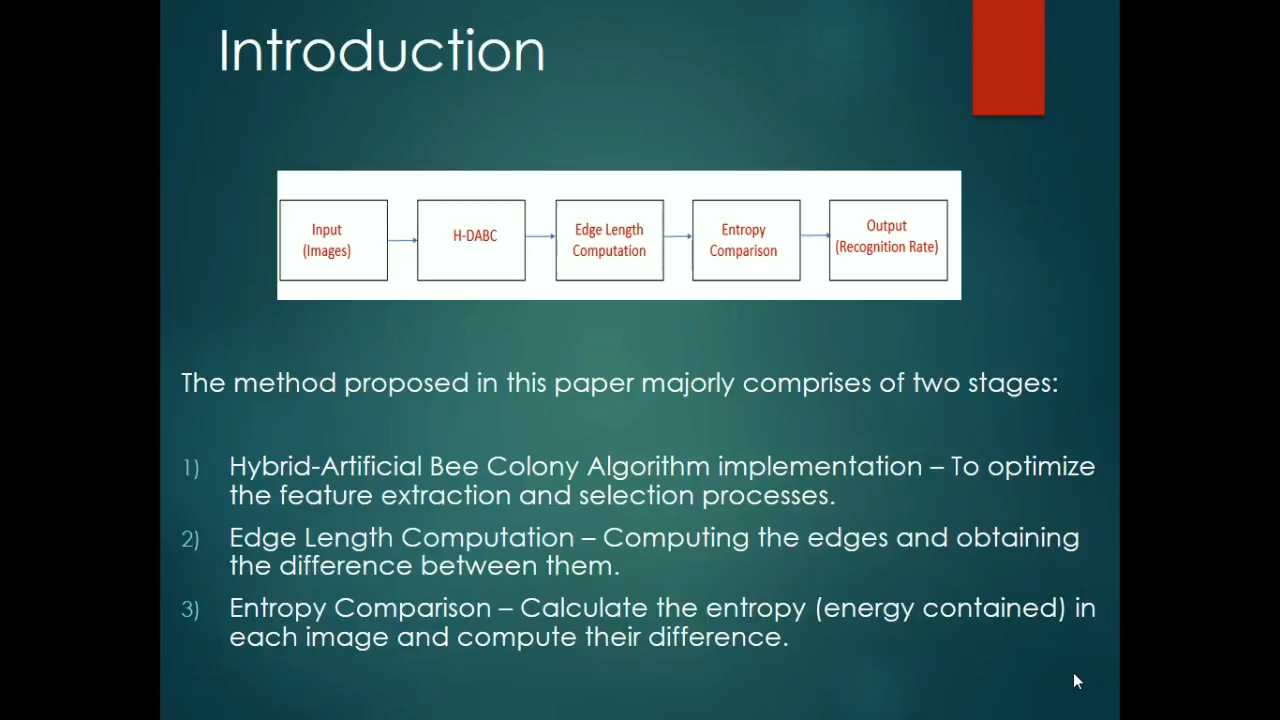 Introduction
Input
(Images)
H-DABC
Edge Length
Computation
Entropy
Comparison
Output
(Recognition Rate)
The method proposed in this paper majorly comprises of two stages:
1) Hybrid-Artificial Bee Colony Algorithm implementation – To optimize
the feature extraction and selection processes.
2) Edge Length Computation – Computing the edges and obtaining
the difference between them.
3) Entropy Comparison – Calculate the entropy (energy contained) in
each image and compute their difference.